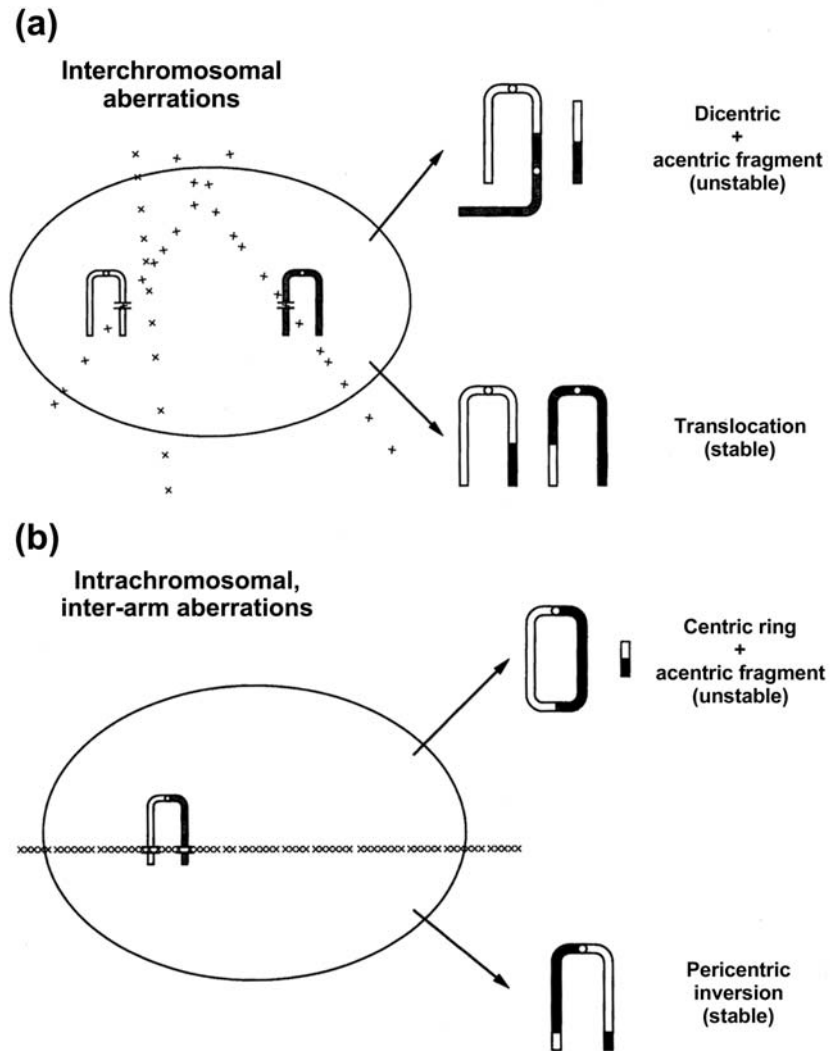 (a)
Interchromosomal
aberrations
Dicentric
+
acentric fragment
(unstable)
Translocation
(stable)
(b)
Intrachromosomal,
inter-arm aberrations
Centric ring
+
acentric fragment
(unstable)
Pericentric
inversion
(stable)